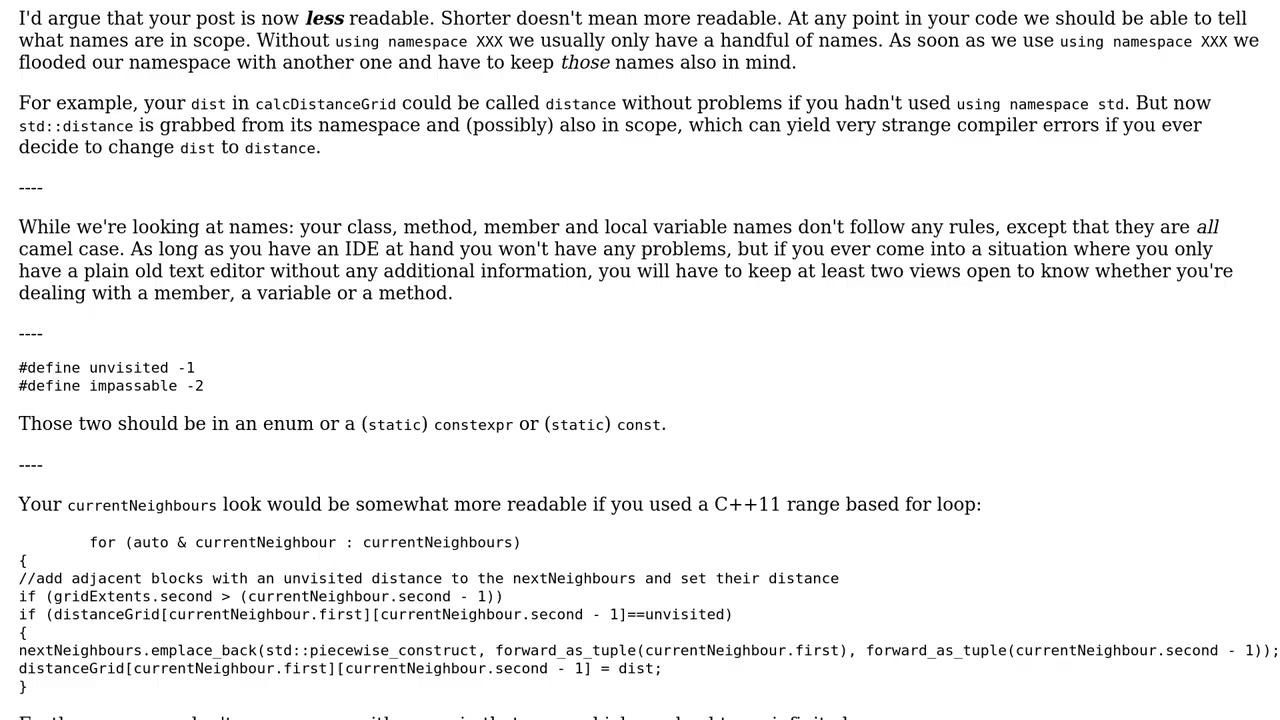 I'd argue that your post is now less readable. Shorter doesn't mean more readable. At any point in your code we should be able to tell
what names are in scope. Without using namespace XXX we usually only have a handful of names. As soon as we use using namespace XXX we
flooded our namespace with another one and have to keep those names also in mind.
For example, your dist in calcDistanceGrid could be called distance without problems if you hadn't used using namespace std. But now
std::distance is grabbed from its namespace and (possibly) also in scope, which can yield very strange compiler errors if you ever
decide to change dist to distance.
----
While we're looking at names: your class, method, member and local variable names don't follow any rules, except that they are all
camel case. As long as you have an IDE at hand you won't have any problems, but if you ever come into a situation where you only
have a plain old text editor without any additional information, you will have to keep at least two views open to know whether you're
dealing with a member, a variable or a method.
----
#define unvisited -1
#define impassable -2
Those two should be in an enum or a (static) constexpr or (static) const.
----
Your currentNeighbours look would be somewhat more readable if you used a C++11 range based for loop:
for (auto & currentNeighbour : currentNeighbours)
{
//add adjacent blocks with an unvisited distance to the nextNeighbours and set their distance
if (gridExtents.second > (currentNeighbour.second - 1))
if (distanceGrid[currentNeighbour.first][currentNeighbour.second - 1]==unvisited)
{
nextNeighbours.emplace_back(std::piecewise_construct, forward_as_tuple(currentNeighbour.first), forward_as_tuple(currentNeighbour.second - 1));
distanceGrid[currentNeighbour.first][currentNeighbour.second - 1] = dist;
}